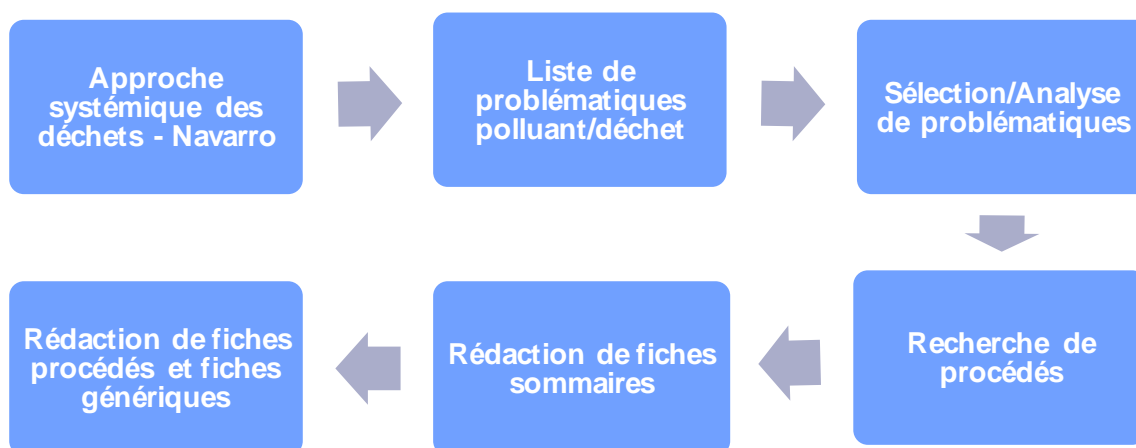 Approche
systémique des
déchets - Navarro
Liste de
problématiques
polluant/déchet
Sélection/Analyse
de problématiques
Recherche de
procédés
Rédaction de fiches
sommaires
Rédaction de fiches
procédés et fiches
génériques